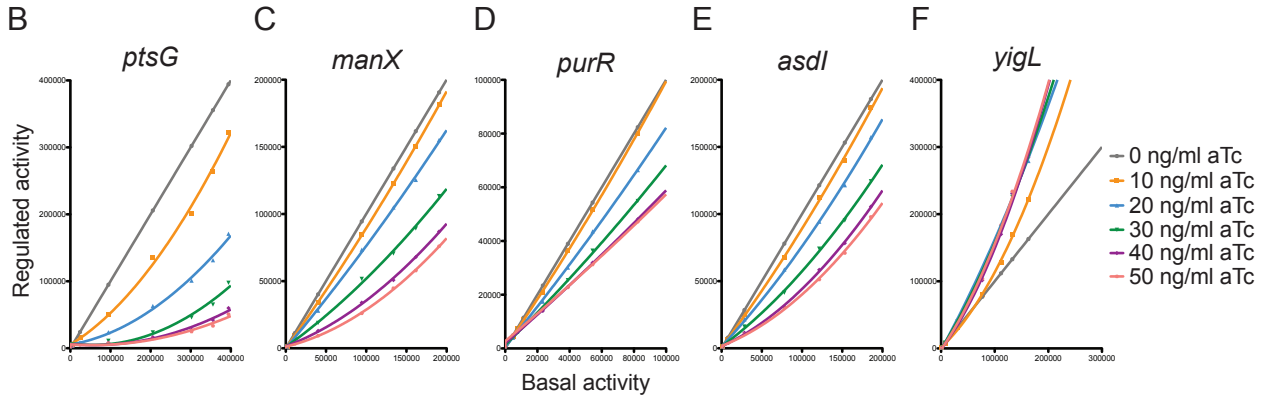 B
ptsG
400000
300000
200000
100000
0
0
100000
200000
300000
400000
C
manX
200000
150000
100000
50000
0
0
50000
100000
150000
200000
D
purR
100000
80000
60000
40000
20000
0
0
20000
40000
60000
80000
100000
E
asdI
200000
150000
100000
50000
0
0
50000
100000
150000
200000
F
yigL
400000
300000
200000
100000
0
0
100000
200000
300000
Regulated activity
Basal activity
0 ng/ml aTc
10 ng/ml aTc
20 ng/ml aTc
30 ng/ml aTc
40 ng/ml aTc
50 ng/ml aTc